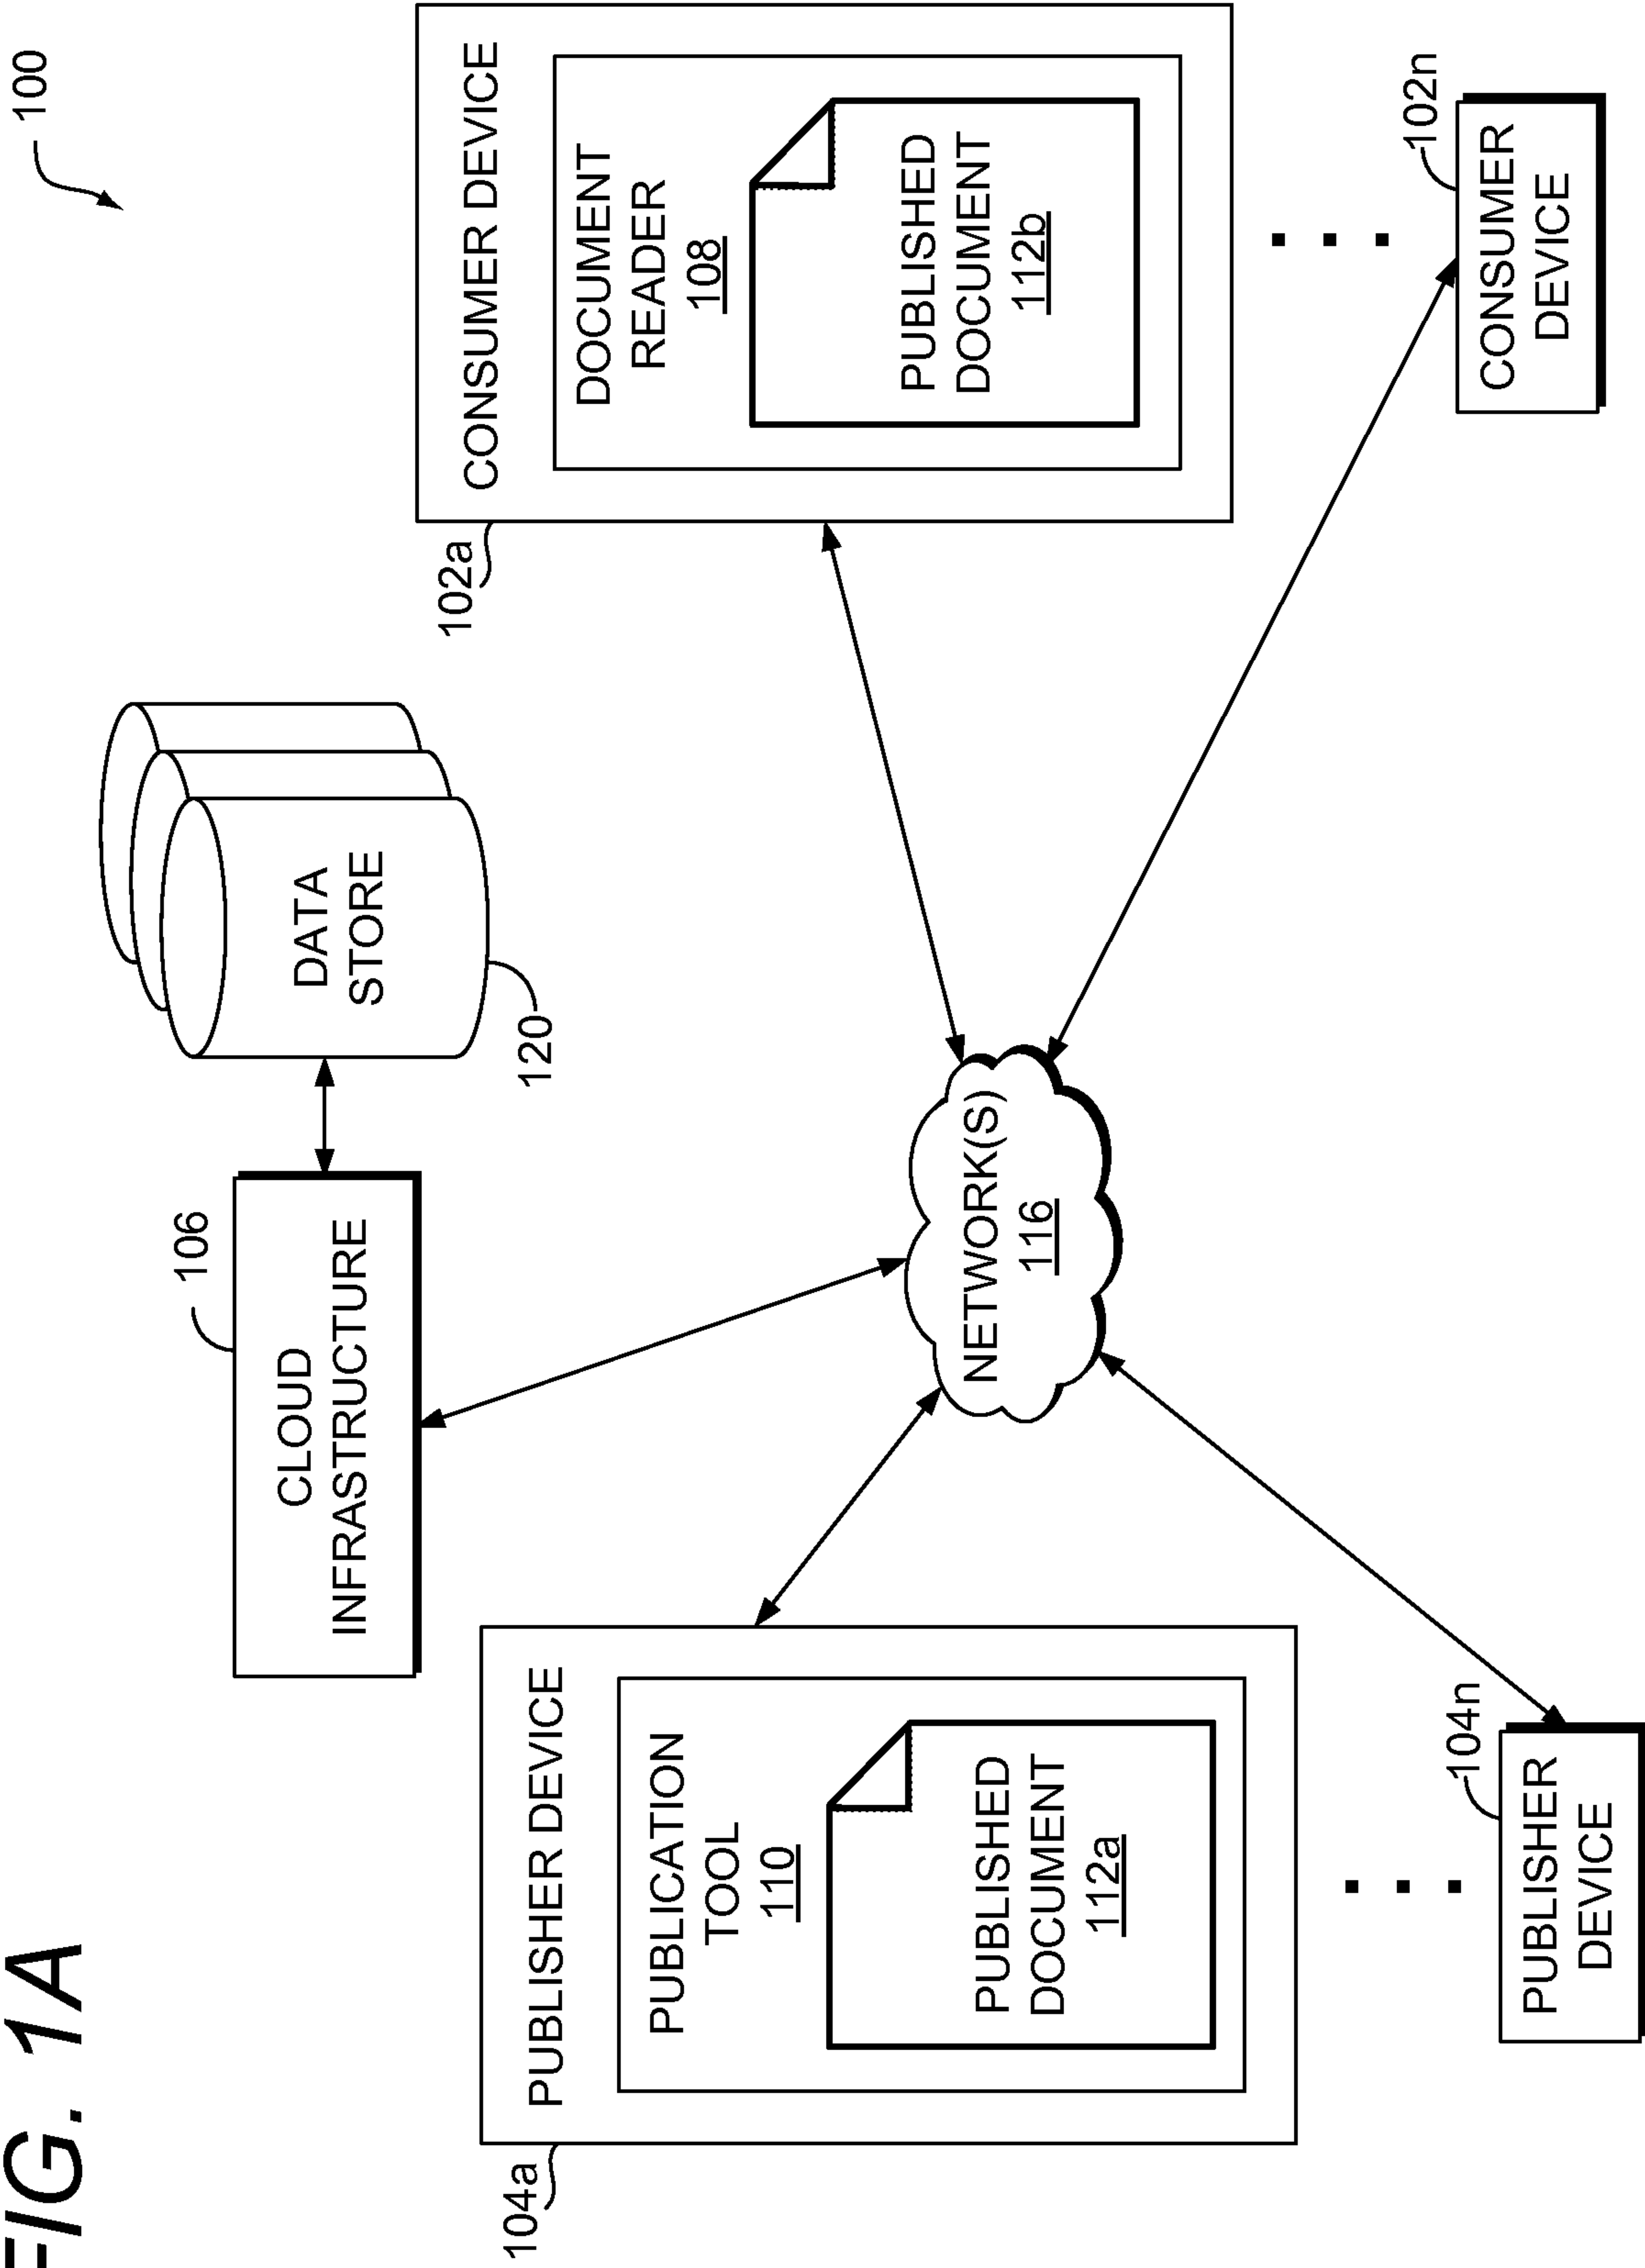 FIG. 1A
100
106
CLOUD
INFRASTRUCTURE
DATA
STORE
120
104a
PUBLISHER DEVICE
PUBLICATION
TOOL
110
PUBLISHED
DOCUMENT
112a
104n
PUBLISHER
DEVICE
NETWORK(S)
116
102a
CONSUMER DEVICE
DOCUMENT
READER
108
PUBLISHED
DOCUMENT
112b
102n
CONSUMER
DEVICE